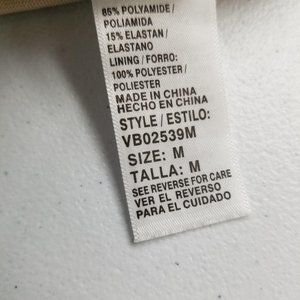 85% POLYAMIDE /
POLIAMIDA
15% ELASTAN /
ELASTANO
LINING / FORRO:
100% POLYESTER /
POLIESTER
MADE IN CHINA
HECHO EN CHINA
STYLE / ESTILO:
VB02539M
SIZE: M
TALLA: M
SEE REVERSE FOR CARE
VER EL REVERSO
PARA EL CUIDADO